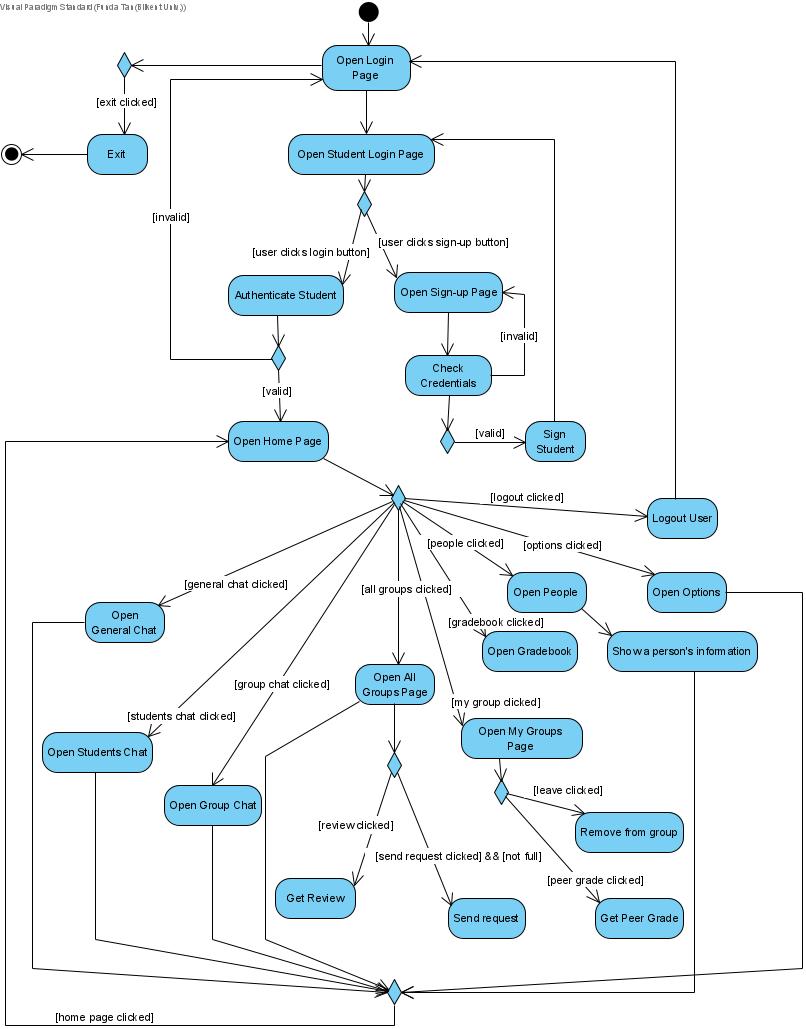 Visual Paradigm Standard(Funda Tan(Bilkent Univ.))
Open Login
Page
[exit clicked]
Exit
Open Student Login Page
[invalid]
[user clicks login button]
[user clicks sign-up button]
Authenticate Student
Open Sign-up Page
[invalid]
Check
Credentials
[valid]
[valid]
Open Home Page
Sign
Student
[logout clicked]
Logout User
[people clicked]
[options clicked]
[general chat clicked]
[all groups clicked]
Open People
Open Options
Open
General Chat
[gradebook clicked]
Open Gradebook
Show a person's information
[group chat clicked]
Open All
Groups Page
[my group clicked]
[students chat clicked]
Open Students Chat
Open My Groups
Page
[leave clicked]
Open Group Chat
[review clicked]
Remove from group
[send request clicked] && [not full]
[peer grade clicked]
Get Review
Send request
Get Peer Grade
[home page clicked]